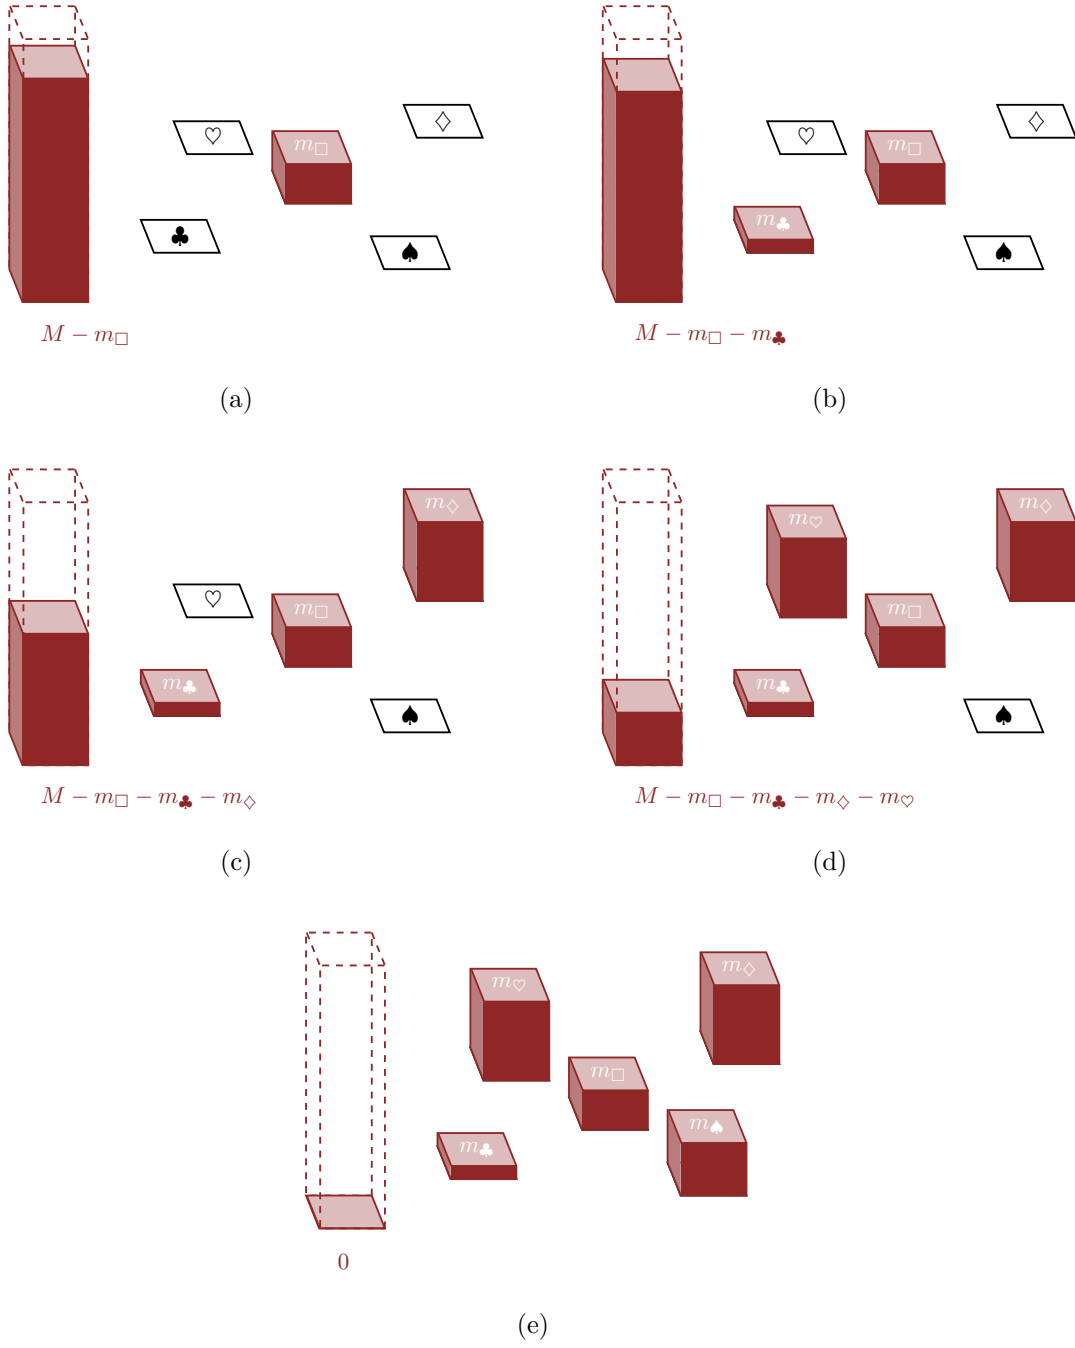 ♡ ♢
m□
♣ ♠
M − m□
(a)
♡ ♢
m□
m♣ ♠
M − m□ − m♣
(b)
m♢
♡ m□
m♣ ♠
M − m□ − m♣ − m♢
(c)
m♡ m♢
m□
m♣ ♠
M − m□ − m♣ − m♢ − m♡
(d)
m♡ m♢
m□
m♣ m♠
0
(e)